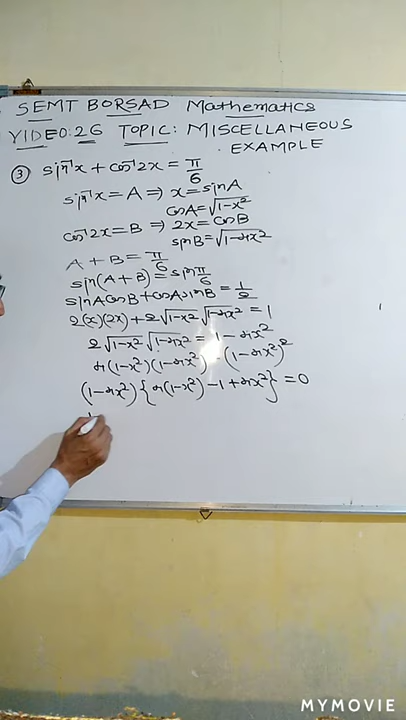 SEMT BORSAD Mathematics
VIDEO:26 TOPIC: MISCELLANEOUS
EXAMPLE
③ sin⁻¹x + cos⁻¹2x = π/6
sin⁻¹x = A ⇒ x = sinA
cosA = √1-x²
cos⁻¹2x = B ⇒ 2x = cosB
sinB = √1-4x²
A + B = π/6
sin(A+B) = sin π/6
sinA cosB + cosA sinB = 1/2
2(x)(2x) + 2√1-x² √1-4x² = 1
2√1-x² √1-4x² = 1-4x²
4(1-x²)(1-4x²) = (1-4x²)²
(1-4x²){4(1-x²) -1+4x²} = 0
MYMOVIE